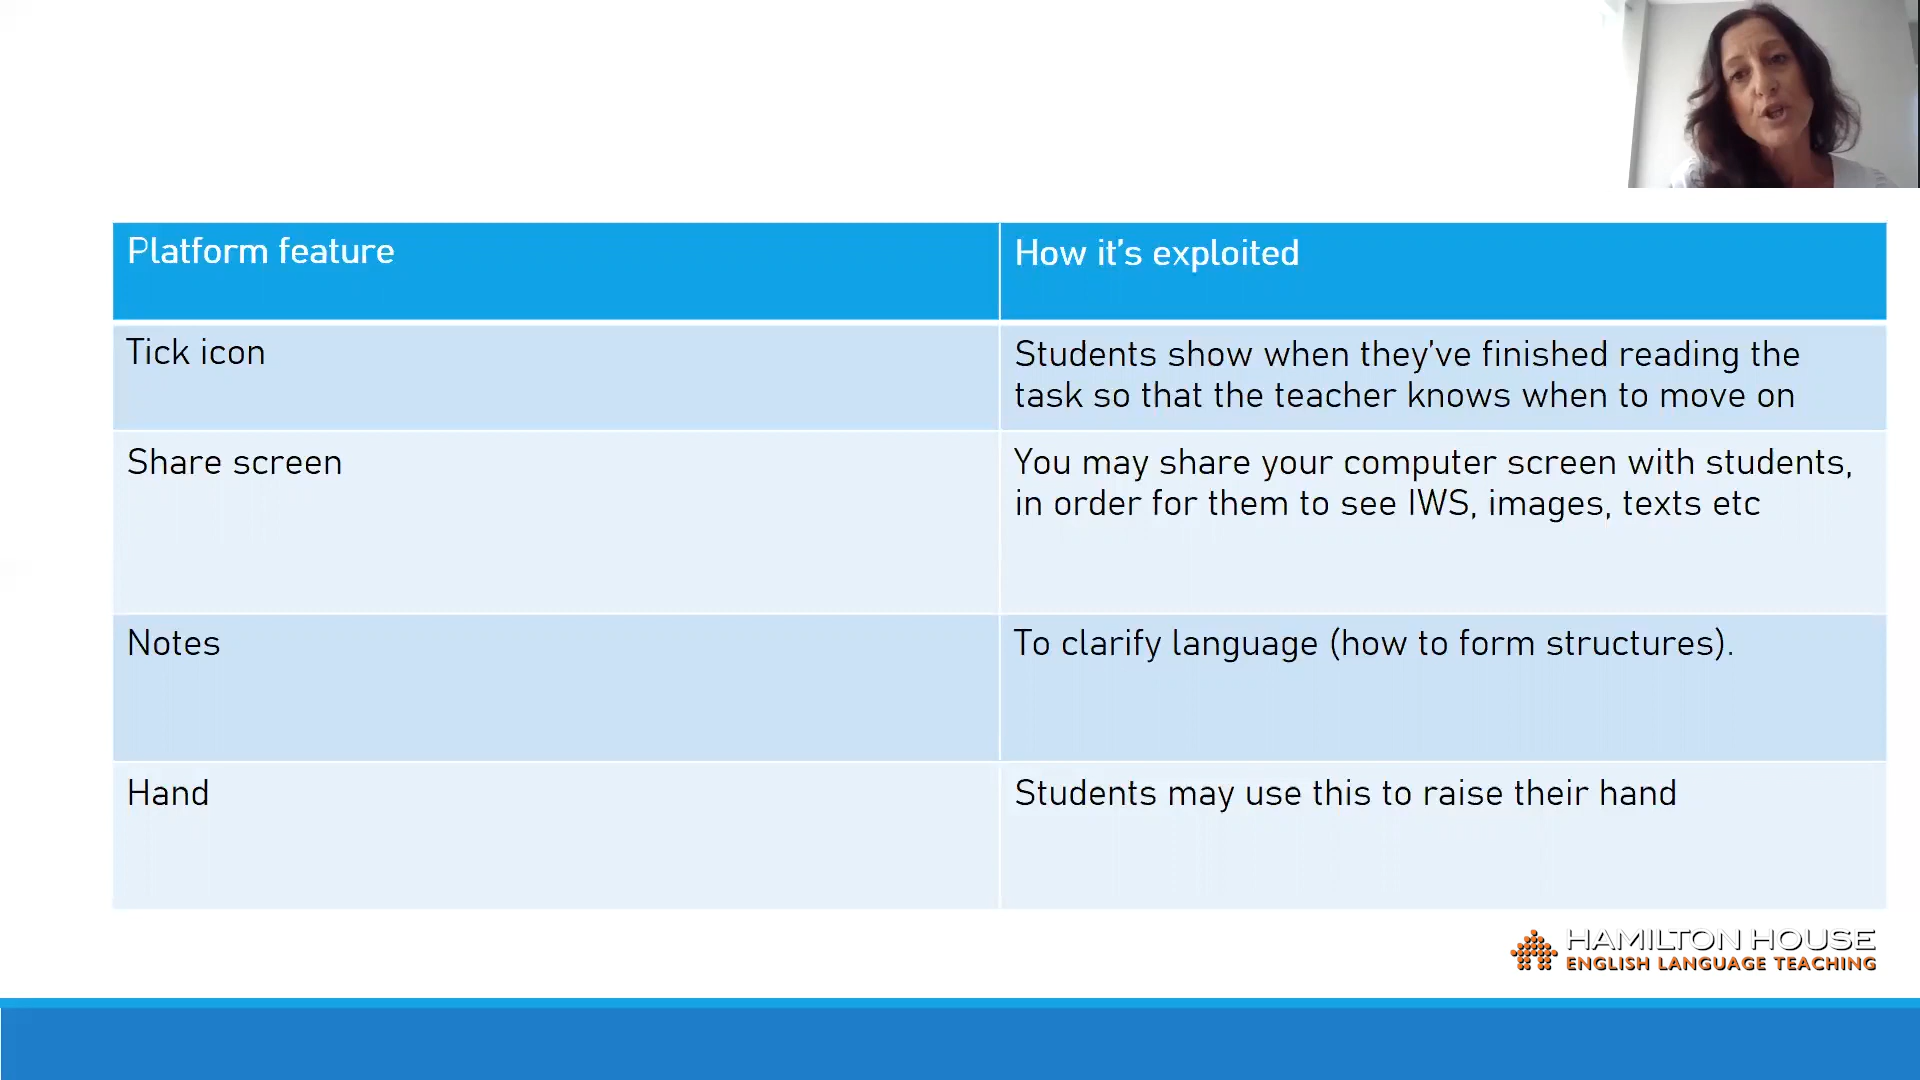 Platform feature
How it's exploited
Tick icon
Students show when they've finished reading the
task so that the teacher knows when to move on
Share screen
You may share your computer screen with students,
in order for them to see IWS, images, texts etc
Notes
To clarify language (how to form structures).
Hand
Students may use this to raise their hand
HAMILTON HOUSE
ENGLISH LANGUAGE TEACHING